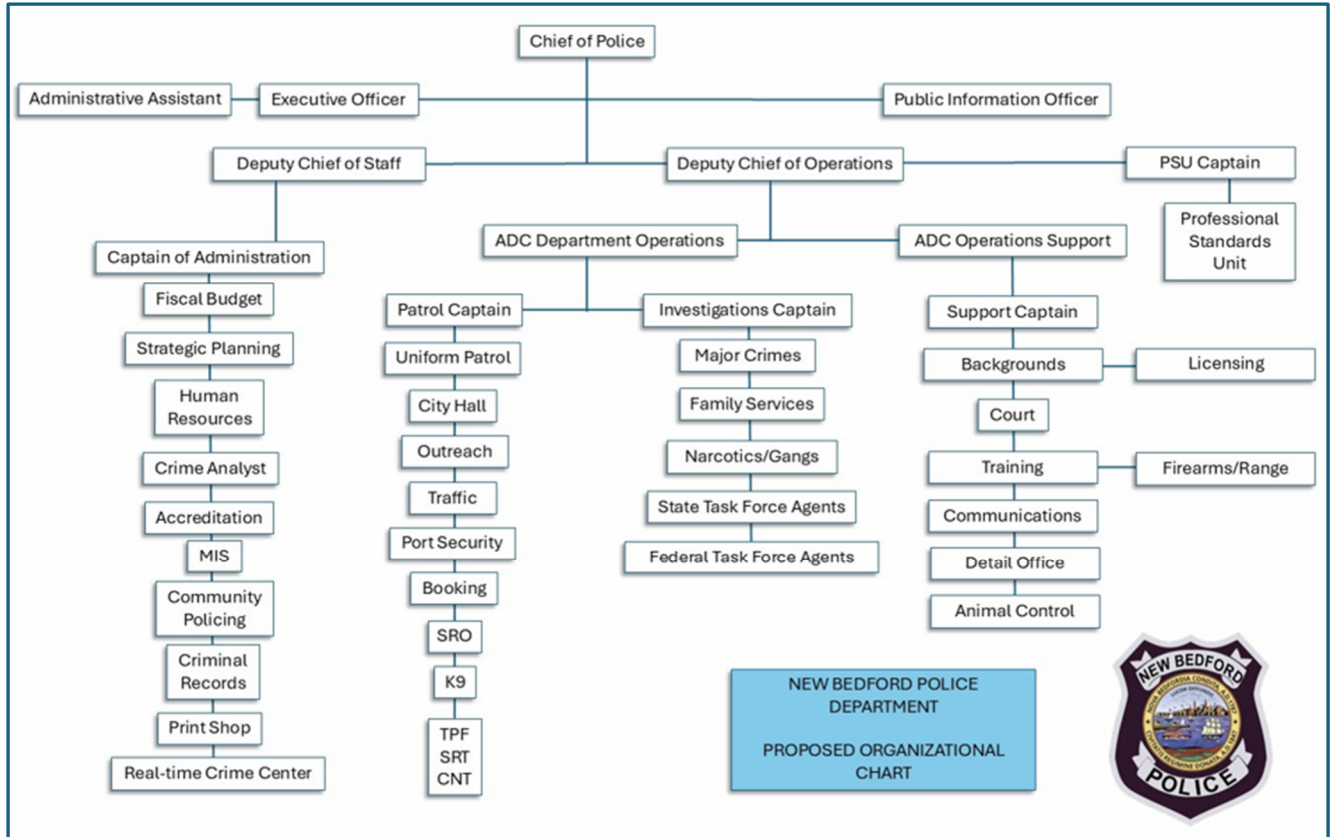 Chief of Police
Administrative Assistant
Executive Officer
Public Information Officer
Deputy Chief of Staff
Deputy Chief of Operations
PSU Captain
Professional
Standards
Unit
ADC Department Operations
ADC Operations Support
Captain of Administration
Fiscal Budget
Strategic Planning
Human
Resources
Crime Analyst
Accreditation
MIS
Community
Policing
Criminal
Records
Print Shop
Real-time Crime Center
Patrol Captain
Uniform Patrol
City Hall
Outreach
Traffic
Port Security
Booking
SRO
K9
TPF
SRT
CNT
Investigations Captain
Major Crimes
Family Services
Narcotics/Gangs
State Task Force Agents
Federal Task Force Agents
Support Captain
Backgrounds
Licensing
Court
Training
Firearms/Range
Communications
Detail Office
Animal Control
NEW BEDFORD POLICE
DEPARTMENT
PROPOSED ORGANIZATIONAL
CHART
NEW BEDFORD
POLICE